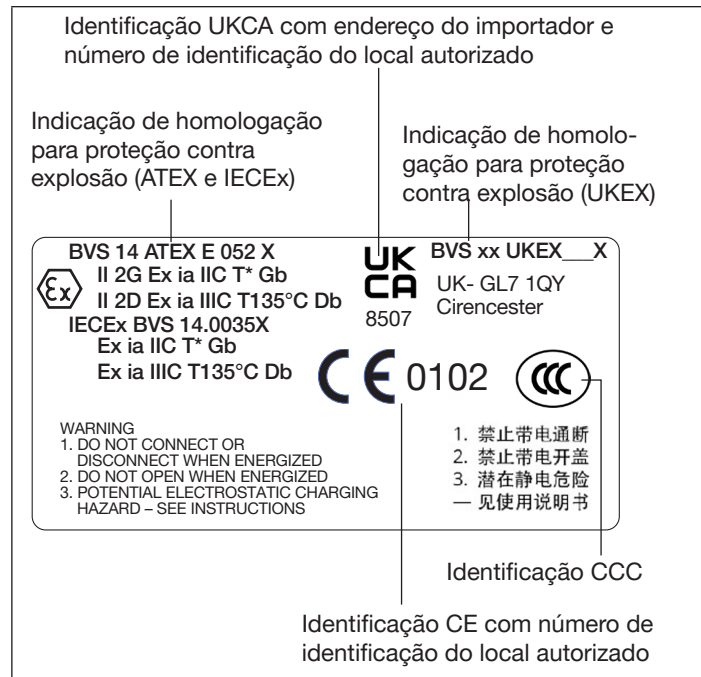 Identificação UKCA com endereço do importador e
número de identificação do local autorizado
Indicação de homologação
para proteção contra
explosão (ATEX e IECEx)
Indicação de homolo-
gação para proteção
contra explosão (UKEX)
BVS 14 ATEX E 052 X
II 2G Ex ia IIC T* Gb
II 2D Ex ia IIIC T135°C Db
IECEx BVS 14.0035X
Ex ia IIC T* Gb
Ex ia IIIC T135°C Db
Ex
UK
CA
8507
BVS xx UKEX___X
UK- GL7 1QY
Cirencester
CE 0102
CCC
WARNING
1. DO NOT CONNECT OR
DISCONNECT WHEN ENERGIZED
2. DO NOT OPEN WHEN ENERGIZED
3. POTENTIAL ELECTROSTATIC CHARGING
HAZARD – SEE INSTRUCTIONS
1. 禁止带电通断
2. 禁止带电开盖
3. 潜在静电危险
— 见使用说明书
Identificação CCC
Identificação CE com número de
identificação do local autorizado